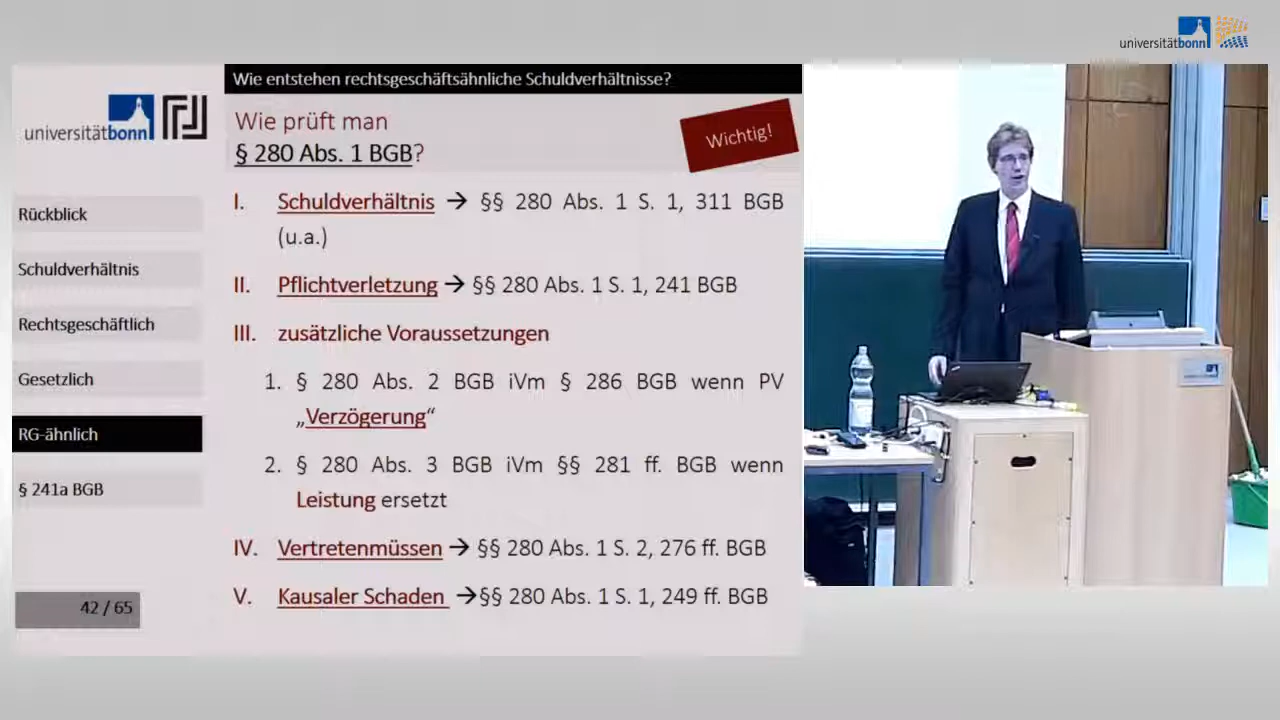 universitätbonn
Wie entstehen rechtsgeschäftsähnliche Schuldverhältnisse?
universitätbonn
Wie prüft man
§ 280 Abs. 1 BGB?
Wichtig!
Rückblick
Schuldverhältnis
Rechtsgeschäftlich
Gesetzlich
RG-ähnlich
§ 241a BGB
42 / 65
I. Schuldverhältnis → §§ 280 Abs. 1 S. 1, 311 BGB
(u.a.)
II. Pflichtverletzung → §§ 280 Abs. 1 S. 1, 241 BGB
III. zusätzliche Voraussetzungen
1. § 280 Abs. 2 BGB iVm § 286 BGB wenn PV
„Verzögerung“
2. § 280 Abs. 3 BGB iVm §§ 281 ff. BGB wenn
Leistung ersetzt
IV. Vertretenmüssen → §§ 280 Abs. 1 S. 2, 276 ff. BGB
V. Kausaler Schaden →§§ 280 Abs. 1 S. 1, 249 ff. BGB